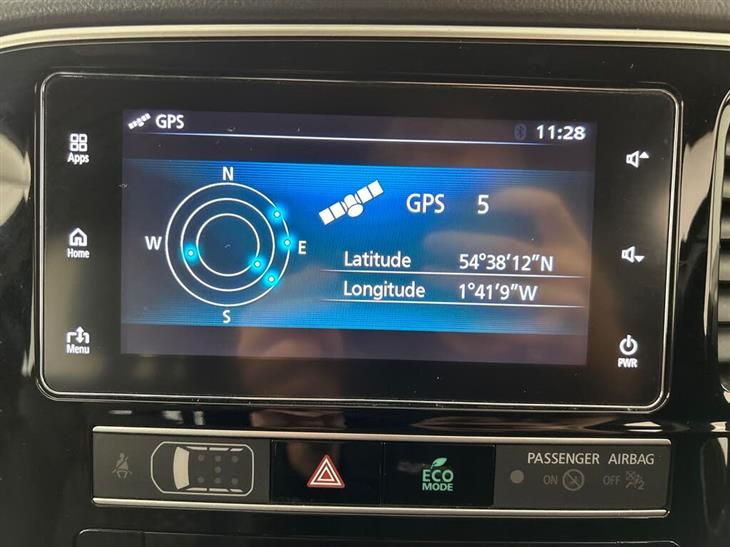 GPS 11:28
Apps
Home
Menu
N
W E
S
GPS 5
Latitude 54°38'12"N
Longitude 1°41'9"W
PWR
ECO
MODE
PASSENGER AIRBAG
ON OFF